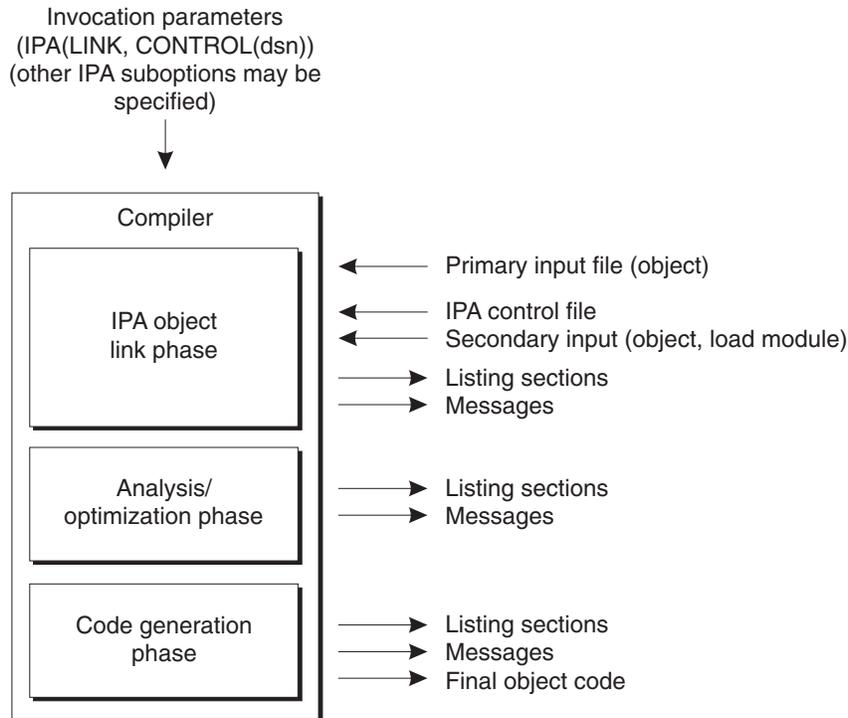 Invocation parameters
(IPA(LINK, CONTROL(dsn))
(other IPA suboptions may be
specified)
Compiler
IPA object
link phase
Primary input file (object)
IPA control file
Secondary input (object, load module)
Listing sections
Messages
Analysis/
optimization phase
Listing sections
Messages
Code generation
phase
Listing sections
Messages
Final object code